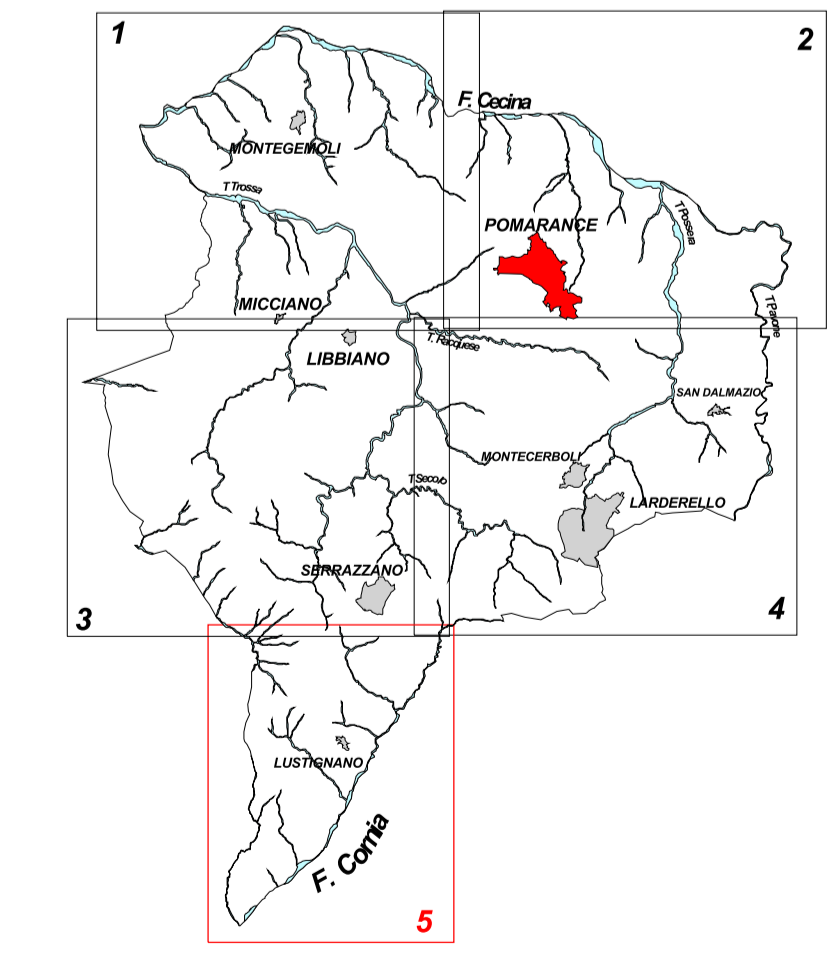 1
2
F. Cecina
MONTEGEMOLI
T Trossa
T Possera
POMARANCE
MICCIANO
T. Pavone
LIBBIANO
T. Racquese
SAN DALMAZIO
MONTECERBOLI
T Secolo
LARDERELLO
SERRAZZANO
3
4
LUSTIGNANO
F. Cornia
5